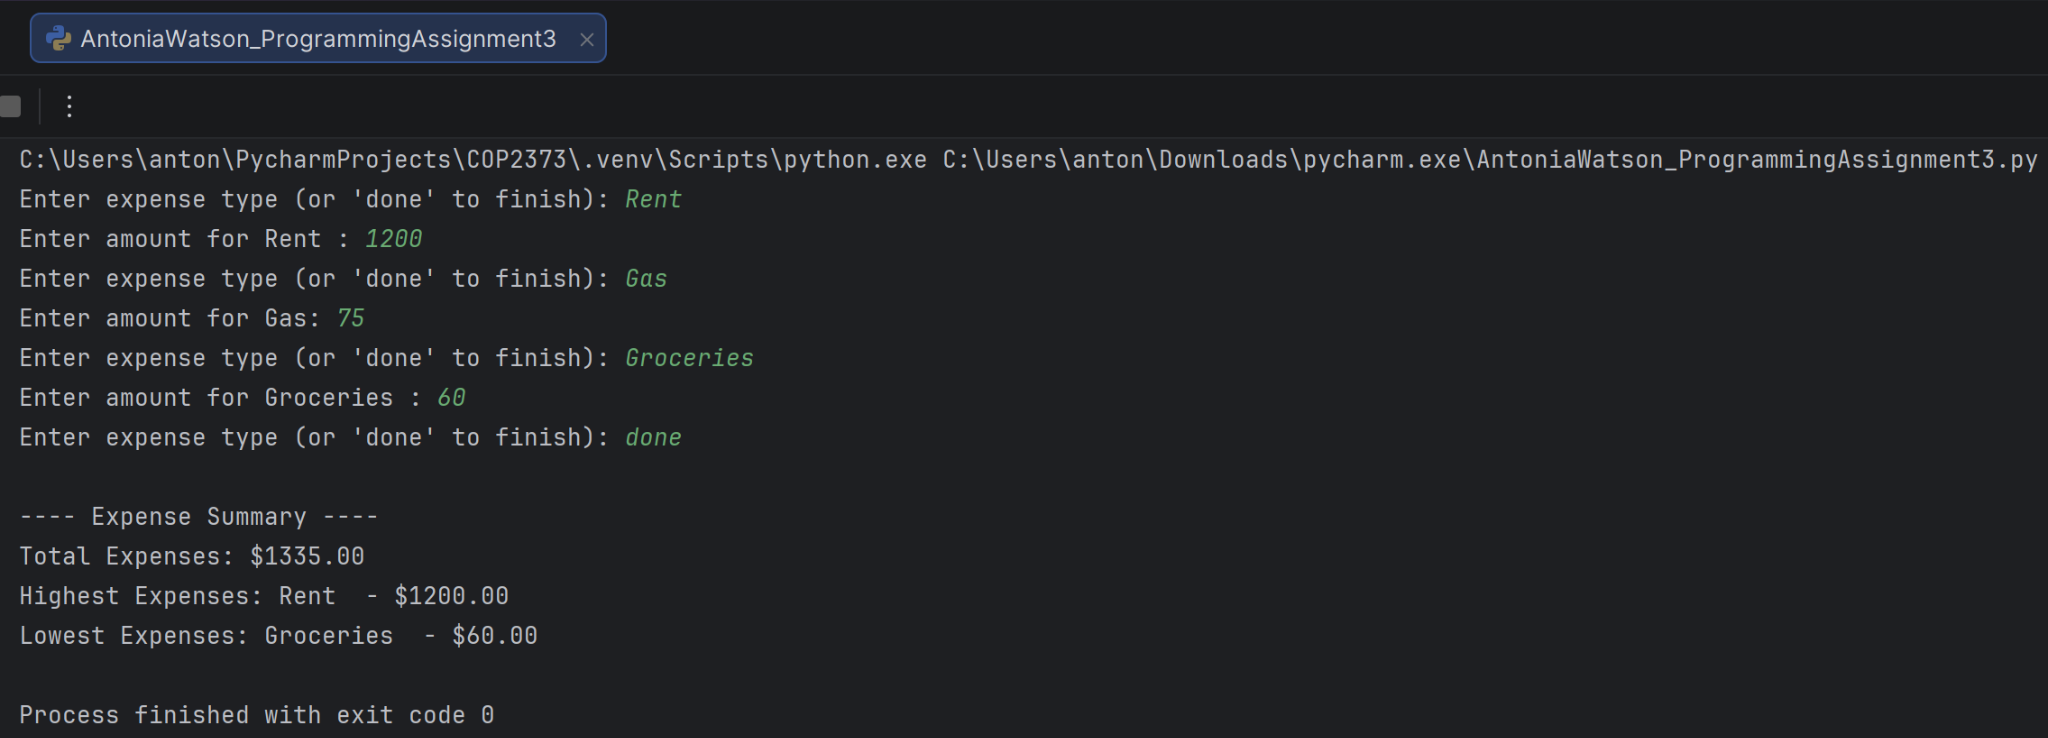 AntoniaWatson_ProgrammingAssignment3
C:\Users\anton\PycharmProjects\COP2373\.venv\Scripts\python.exe C:\Users\anton\Downloads\pycharm.exe\AntoniaWatson_ProgrammingAssignment3.py
Enter expense type (or 'done' to finish): Rent
Enter amount for Rent : 1200
Enter expense type (or 'done' to finish): Gas
Enter amount for Gas: 75
Enter expense type (or 'done' to finish): Groceries
Enter amount for Groceries : 60
Enter expense type (or 'done' to finish): done
---- Expense Summary ----
Total Expenses: $1335.00
Highest Expenses: Rent  - $1200.00
Lowest Expenses: Groceries  - $60.00
Process finished with exit code 0